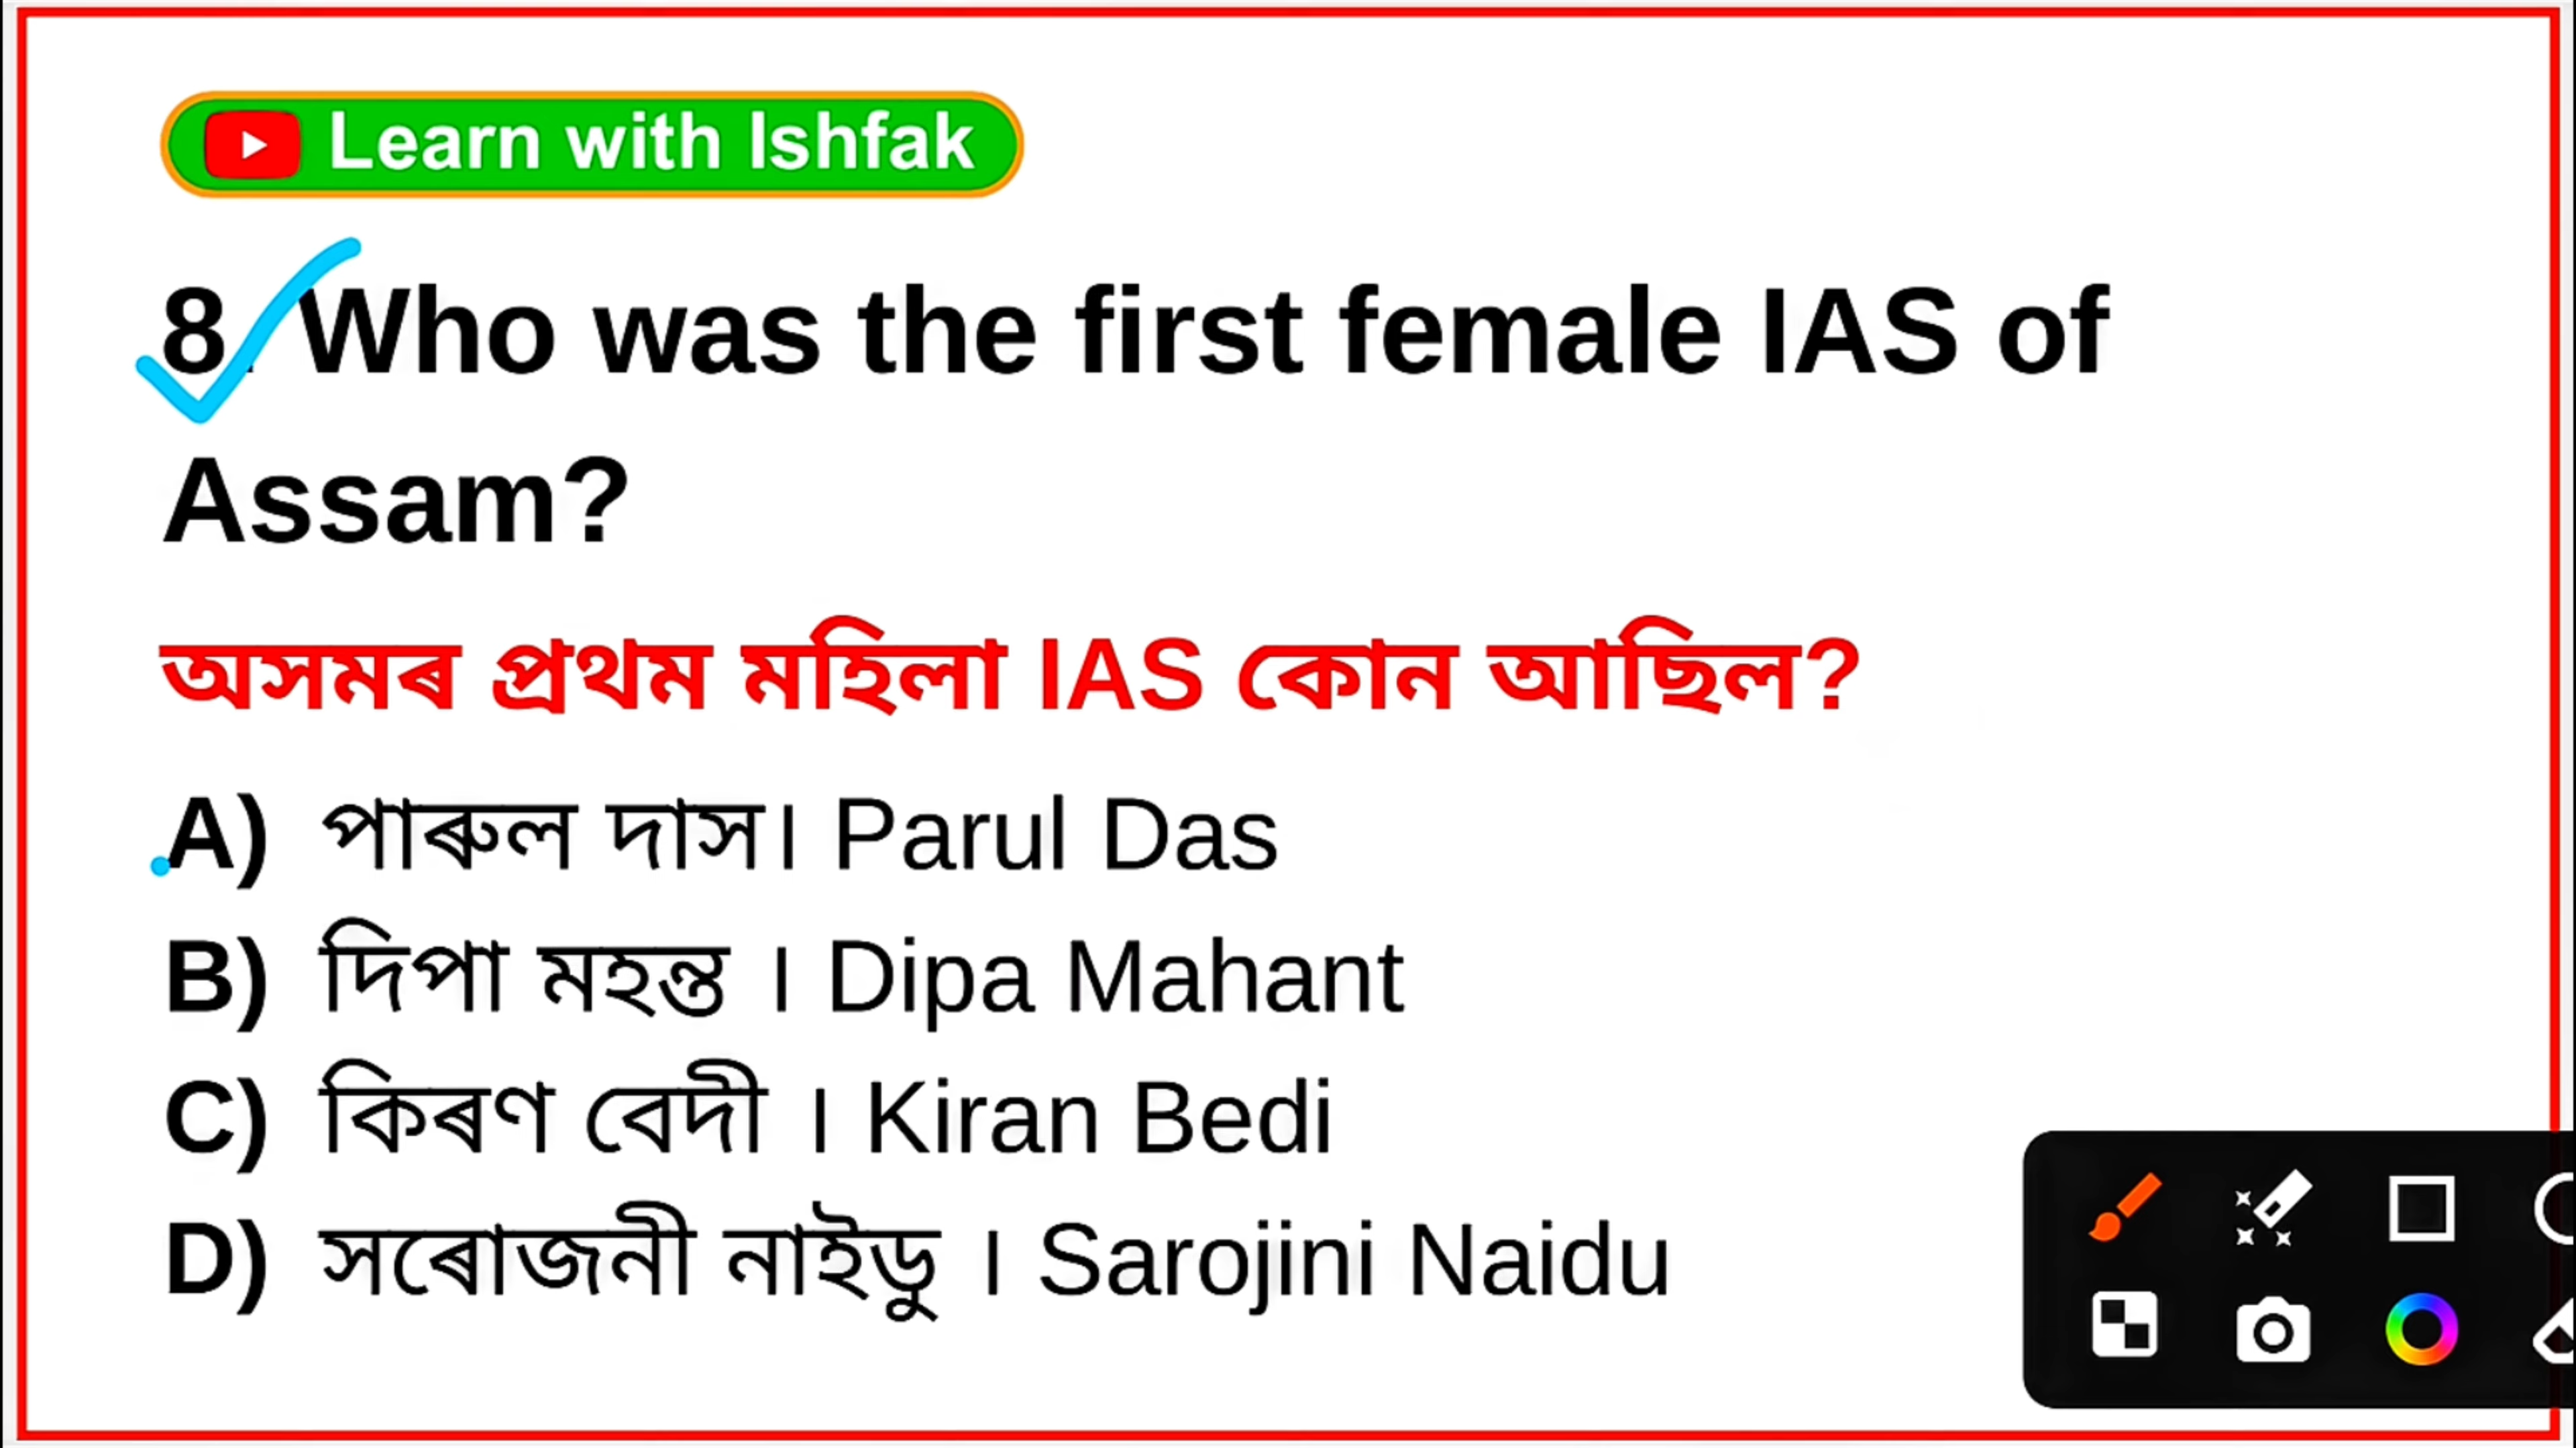 Learn with Ishfak
8. Who was the first female IAS of
Assam?
অসমৰ প্ৰথম মহিলা IAS কোন আছিল?
A) পাৰুল দাস। Parul Das
B) দিপা মহন্ত । Dipa Mahant
C) কিৰণ বেদী । Kiran Bedi
D) সৰোজনী নাইডু । Sarojini Naidu